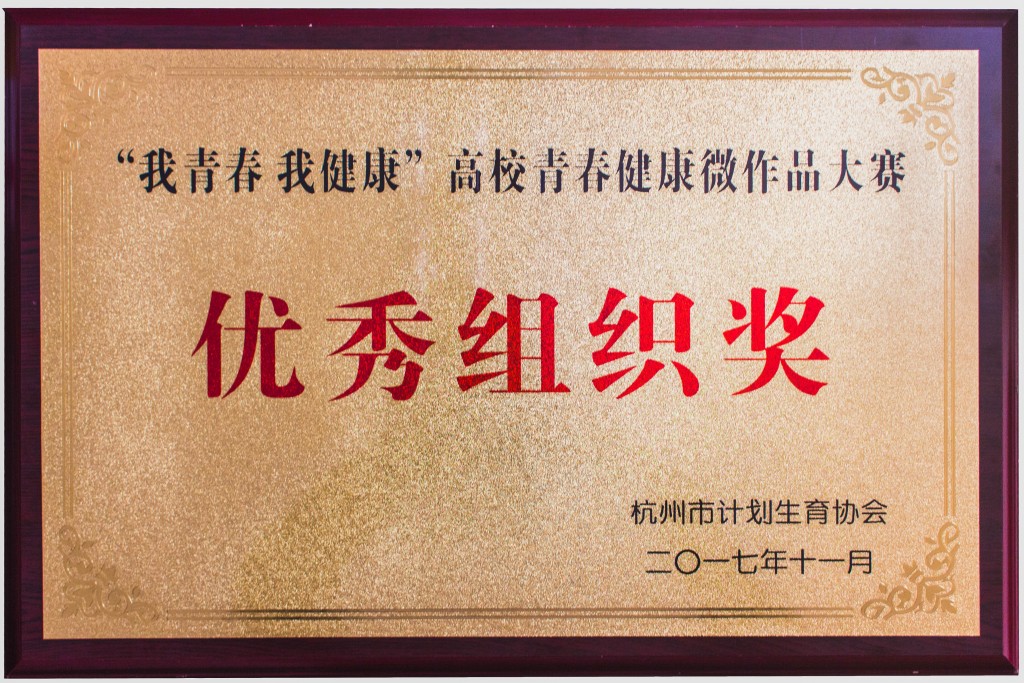 “我青春 我健康”高校青春健康微作品大赛
优秀组织奖
杭州市计划生育协会
二〇一七年十一月